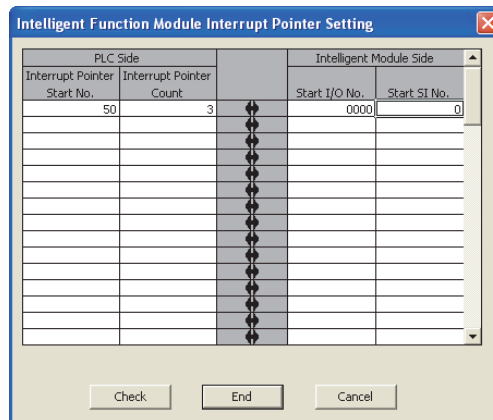 Intelligent Function Module Interrupt Pointer Setting
PLC Side
Intelligent Module Side
Interrupt Pointer Start No.
Interrupt Pointer Count
Start I/O No.
Start SI No.
50
3
0000
0
Check
End
Cancel